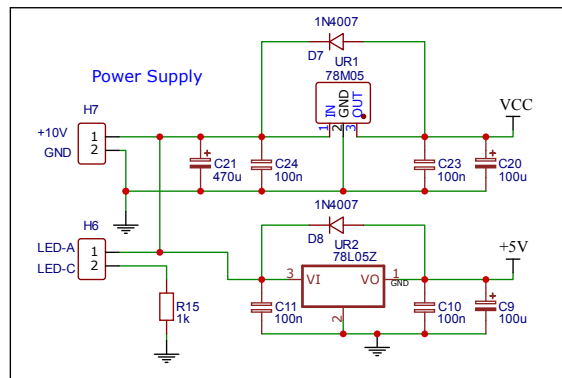 1N4007
D7
UR1
78M05
Power Supply
IN
GND
OUT
1
2
3
VCC
H7
+10V
1
GND
2
C21
470u
C24
100n
C23
100n
C20
100u
H6
LED-A
1
LED-C
2
1N4007
D8
UR2
78L05Z
+5V
3
VI
VO
1
GND
2
R15
1k
C11
100n
C10
100n
C9
100u